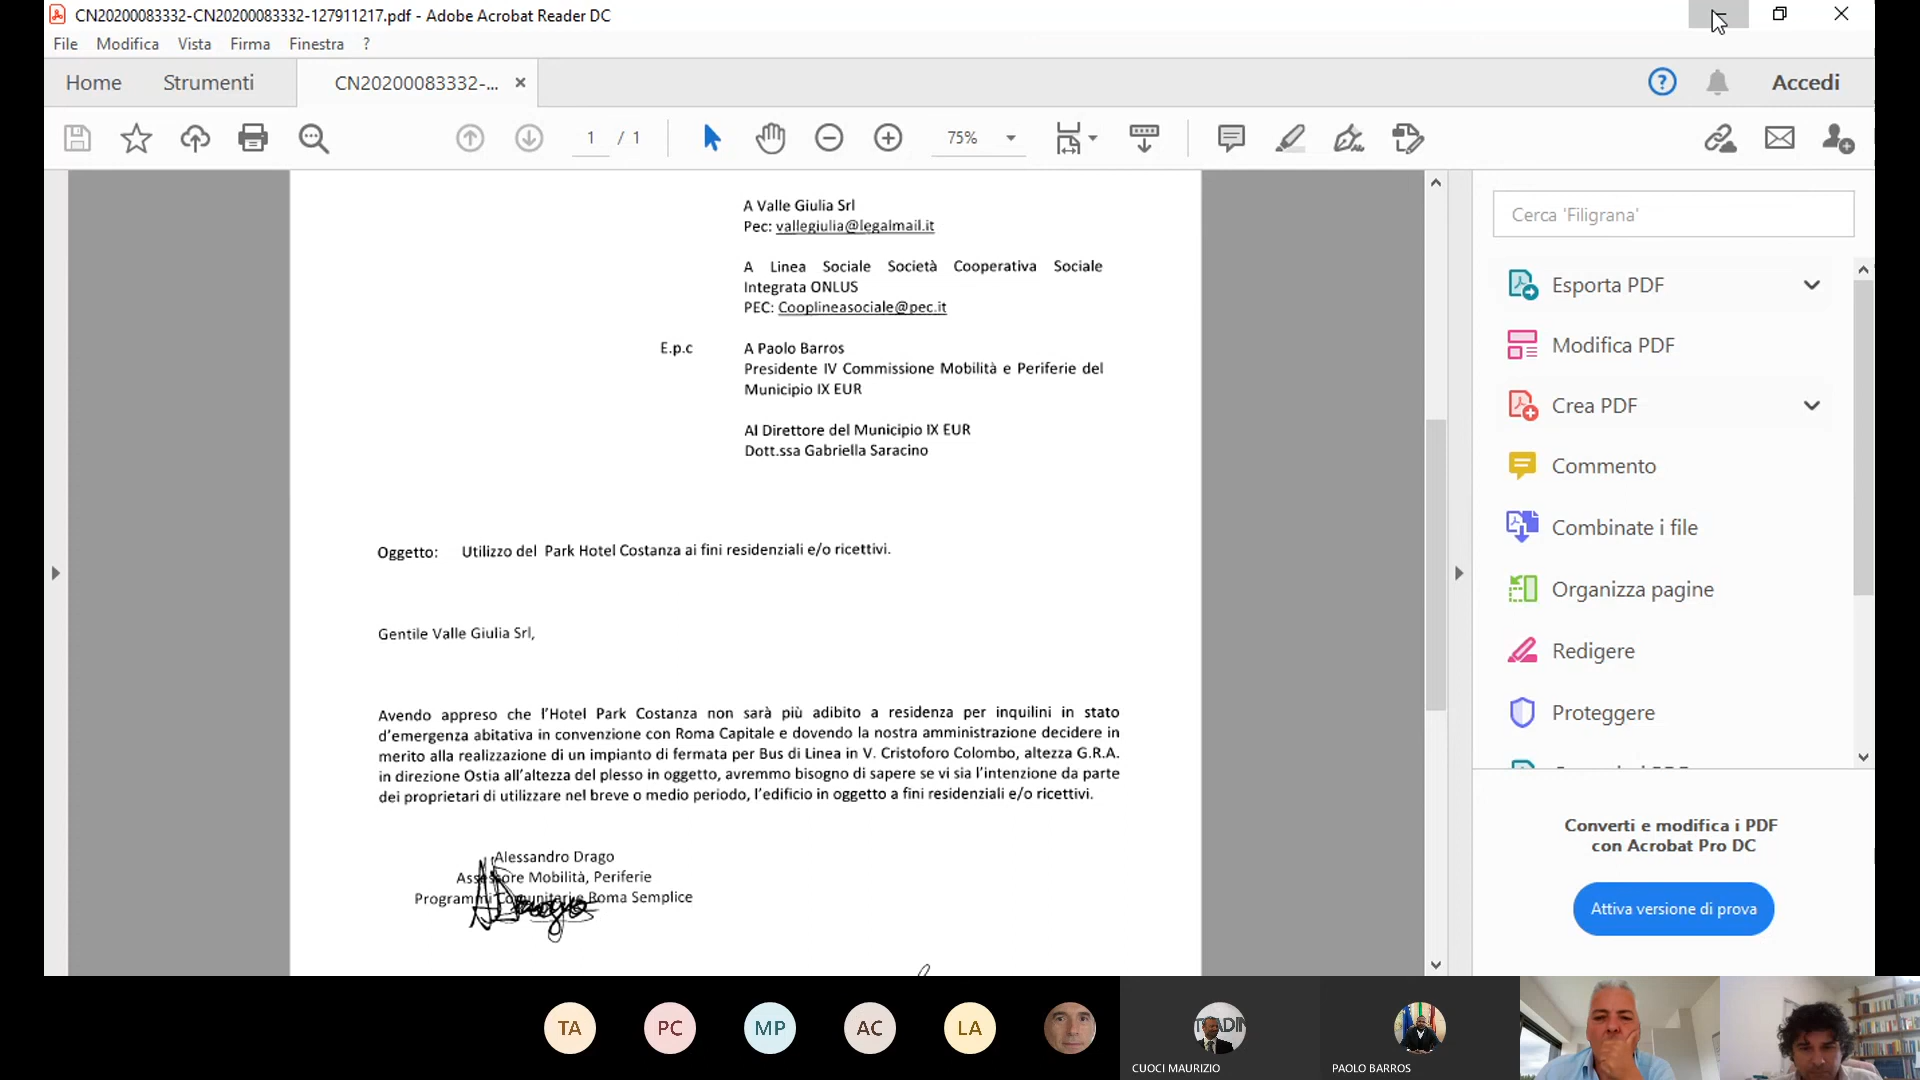 CN20200083332-CN20200083332-127911217.pdf - Adobe Acrobat Reader DC
File Modifica Vista Firma Finestra ?
Home Strumenti CN20200083332-... × Accedi
1 / 1 75%
A Valle Giulia Srl
Pec: vallegiulia@legalmail.it
A Linea Sociale Società Cooperativa Sociale
Integrata ONLUS
PEC: Cooplineasociale@pec.it
E.p.c A Paolo Barros
Presidente IV Commissione Mobilità e Periferie del
Municipio IX EUR
Al Direttore del Municipio IX EUR
Dott.ssa Gabriella Saracino
Oggetto: Utilizzo del Park Hotel Costanza ai fini residenziali e/o ricettivi.
Gentile Valle Giulia Srl,
Avendo appreso che l'Hotel Park Costanza non sarà più adibito a residenza per inquilini in stato
d'emergenza abitativa in convenzione con Roma Capitale e dovendo la nostra amministrazione decidere in
merito alla realizzazione di un impianto di fermata per Bus di Linea in V. Cristoforo Colombo, altezza G.R.A.
in direzione Ostia all'altezza del plesso in oggetto, avremmo bisogno di sapere se vi sia l'intenzione da parte
dei proprietari di utilizzare nel breve o medio periodo, l'edificio in oggetto a fini residenziali e/o ricettivi.
Alessandro Drago
Assessore Mobilità, Periferie
Programmi Comunitari e Roma Semplice
Cerca 'Filigrana'
Esporta PDF
Modifica PDF
Crea PDF
Commento
Combinate i file
Organizza pagine
Redigere
Proteggere
Converti e modifica i PDF
con Acrobat Pro DC
Attiva versione di prova
TA PC MP AC LA
CUOCI MAURIZIO PAOLO BARROS